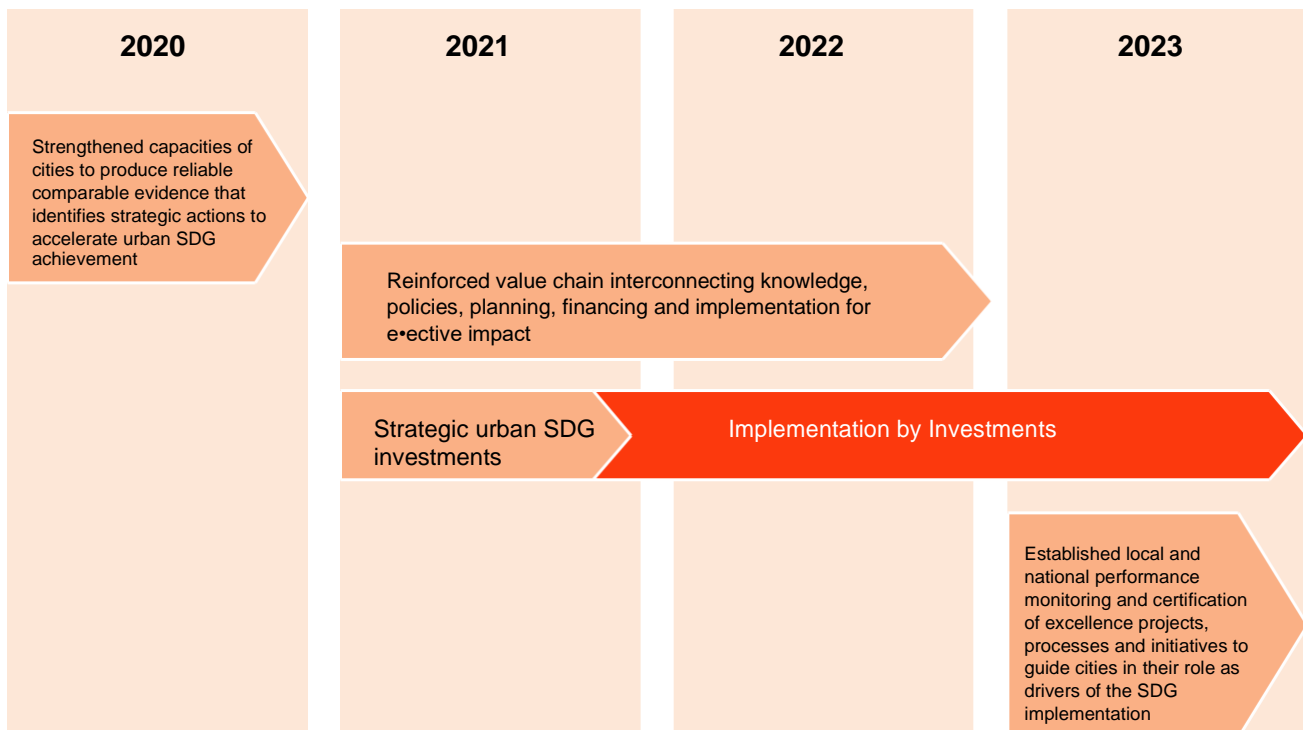 2020
2021
2022
2023
Strengthened capacities of
cities to produce reliable
comparable evidence that
identifies strategic actions to
accelerate urban SDG
achievement
Reinforced value chain interconnecting knowledge,
policies, planning, financing and implementation for
e•ective impact
Strategic urban SDG
investments
Implementation by Investments
Established local and
national performance
monitoring and certification
of excellence projects,
processes and initiatives to
guide cities in their role as
drivers of the SDG
implementation